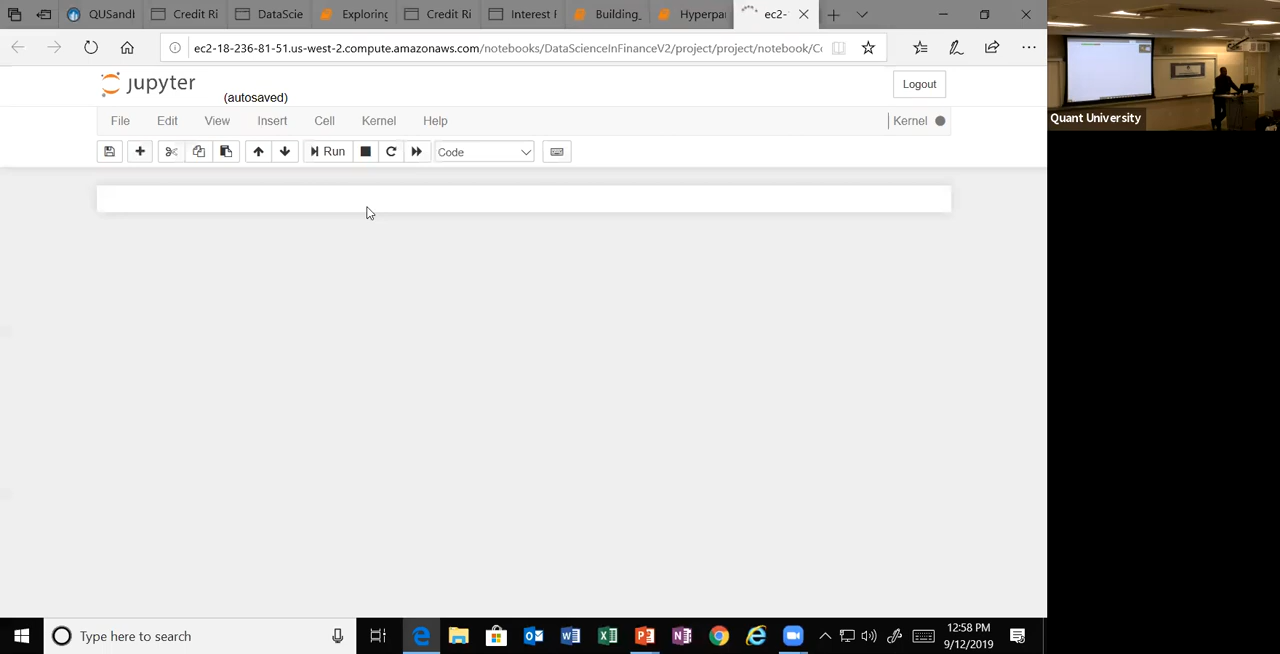 QUSandl
Credit Ri
DataScie
Exploring
Credit Ri
Interest F
Building_
Hyperpar
ec2-
ec2-18-236-81-51.us-west-2.compute.amazonaws.com/notebooks/DataScienceInFinanceV2/project/project/notebook/Co
jupyter
(autosaved)
Logout
File Edit View Insert Cell Kernel Help
Kernel
Run
Code
Quant University
Type here to search
12:58 PM
9/12/2019